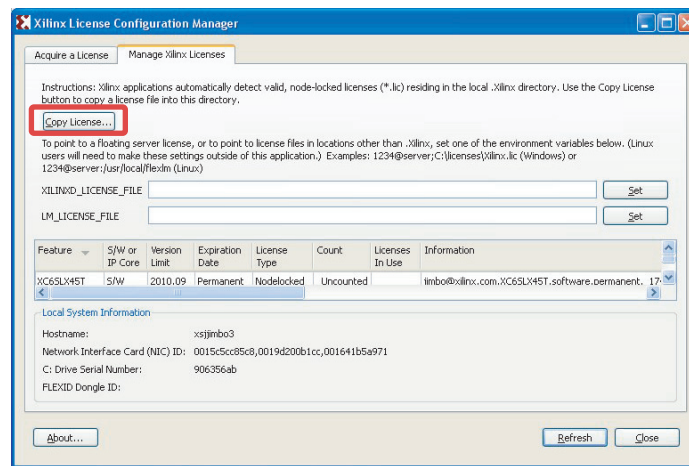 Xilinx License Configuration Manager
Acquire a License
Manage Xilinx Licenses
Instructions: Xilinx applications automatically detect valid, node-locked licenses (*.lic) residing in the local .Xilinx directory. Use the Copy License
button to copy a license file into this directory.
Copy License...
To point to a floating server license, or to point to license files in locations other than .Xilinx, set one of the environment variables below. (Linux
users will need to make these settings outside of this application.) Examples: 1234@server;C:\licenses\Xilinx.lic (Windows) or
1234@server:/usr/local/flexlm (Linux)
XILINXD_LICENSE_FILE Set
LM_LICENSE_FILE Set
Feature S/W or IP Core Version Limit Expiration Date License Type Count Licenses In Use Information
XC6SLX45T S/W 2010.09 Permanent Nodelocked Uncounted jimbo@xilinx.com.XC6SLX45T.software.permanent.
Local System Information
Hostname: xsjjimbo3
Network Interface Card (NIC) ID: 0015c5cc85c8,0019d200b1cc,001641b5a971
C: Drive Serial Number: 906356ab
FLEXID Dongle ID:
About... Refresh Close